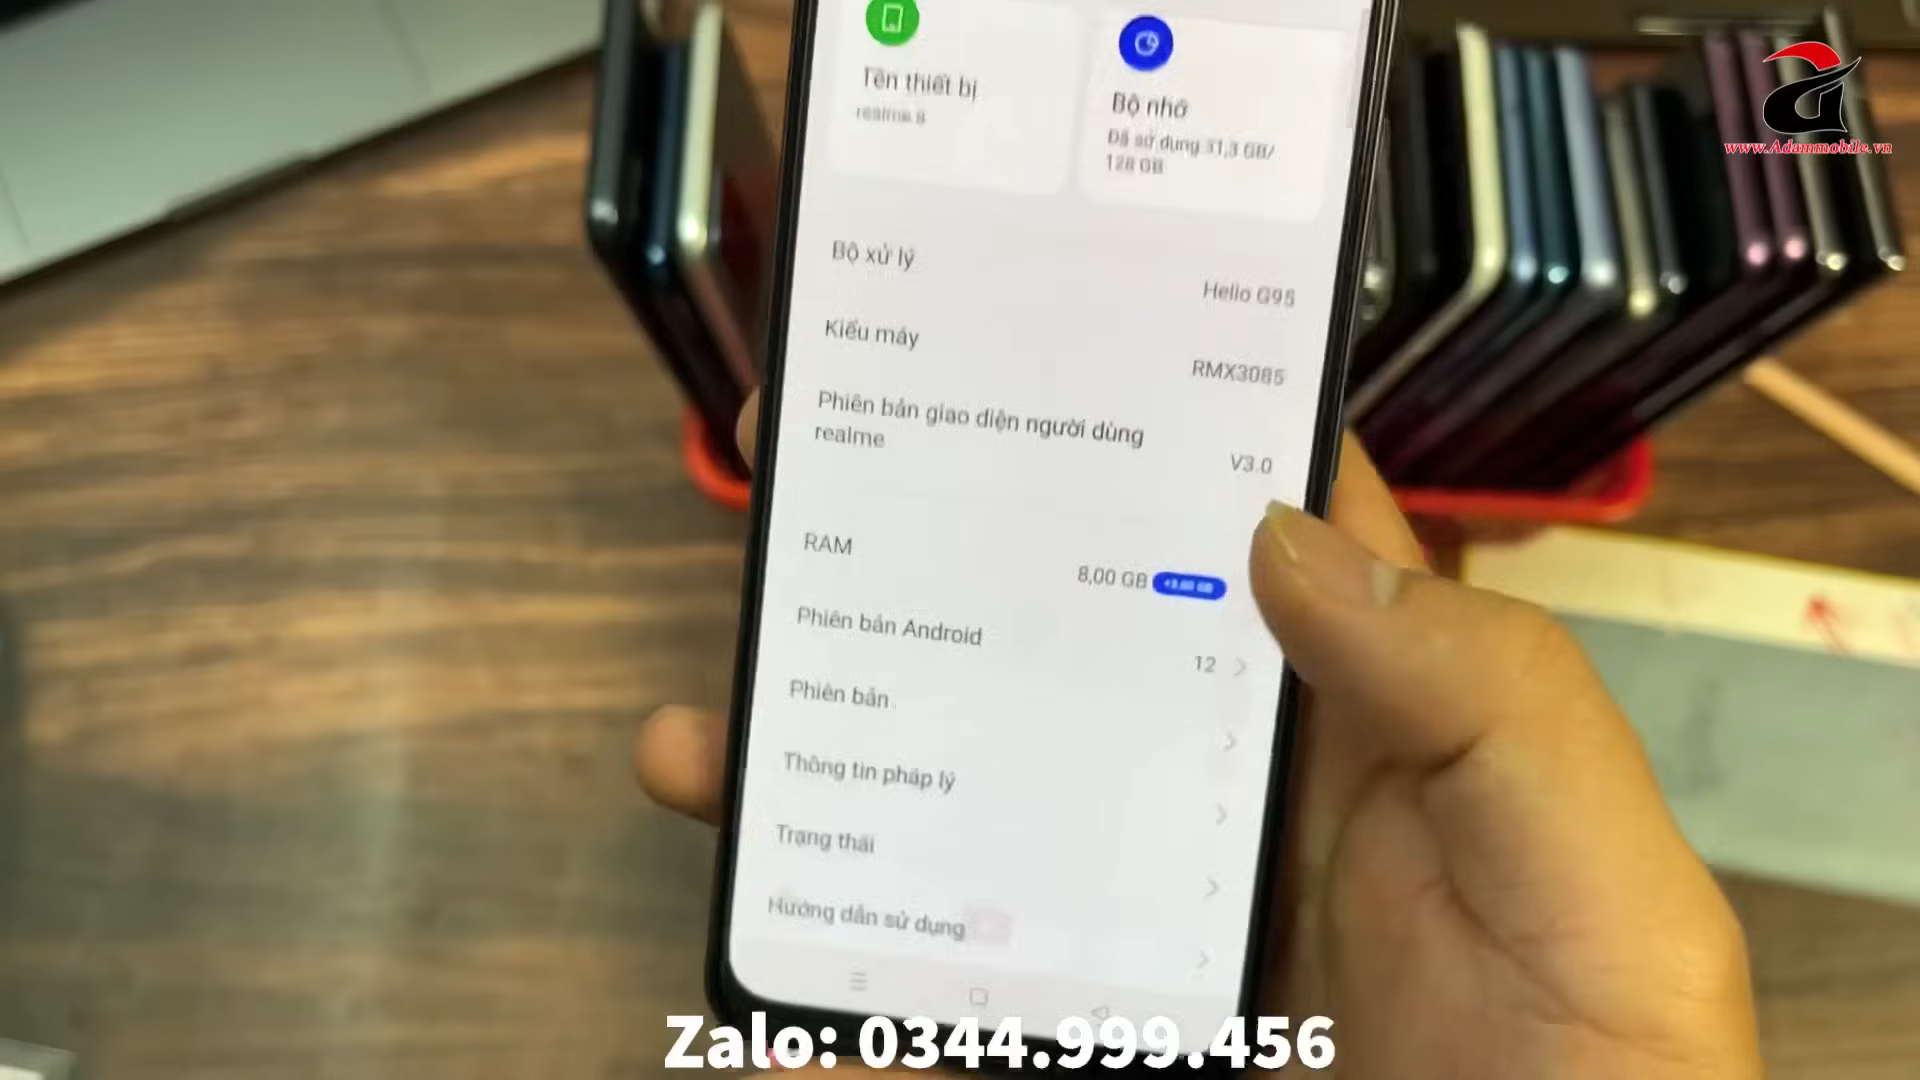 www.Adammobile.vn
Tên thiết bị
realme 8
Bộ nhớ
Đã sử dụng 31,3 GB/
128 GB
Bộ xử lý
Helio G95
Kiểu máy
RMX3085
Phiên bản giao diện người dùng
realme
V3.0
RAM
8,00 GB
Phiên bản Android
12
Phiên bản
Thông tin pháp lý
Trạng thái
Hướng dẫn sử dụng
Zalo: 0344.999.456